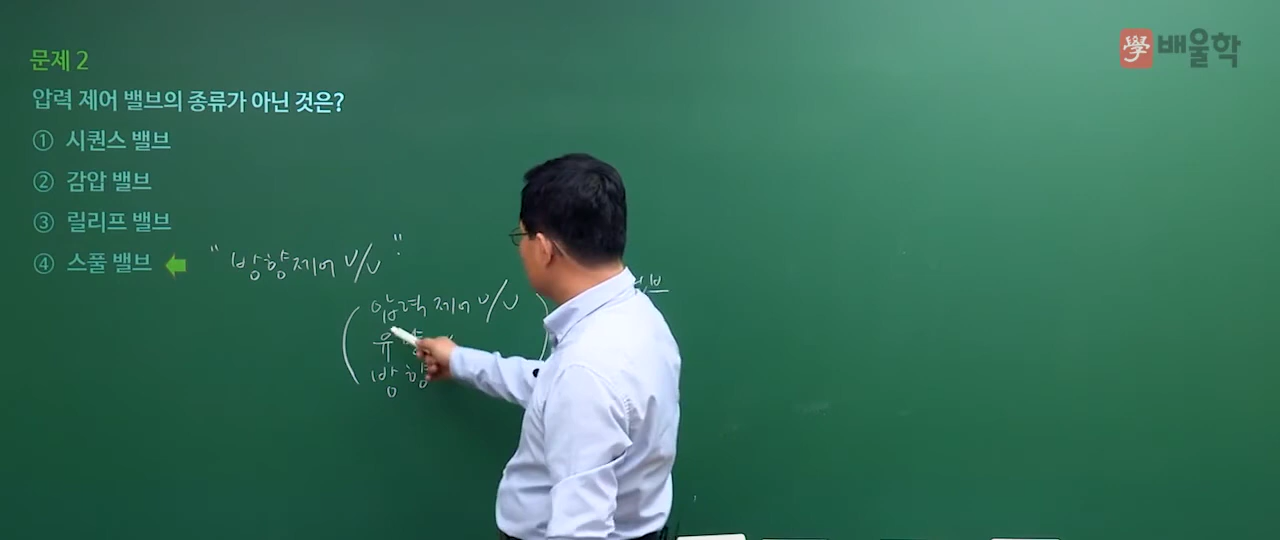 學 배울학
문제 2
압력 제어 밸브의 종류가 아닌 것은?
① 시퀀스 밸브
② 감압 밸브
③ 릴리프 밸브
④ 스풀 밸브
"방향제어 V/V"
압력제어 V/V
유
방향